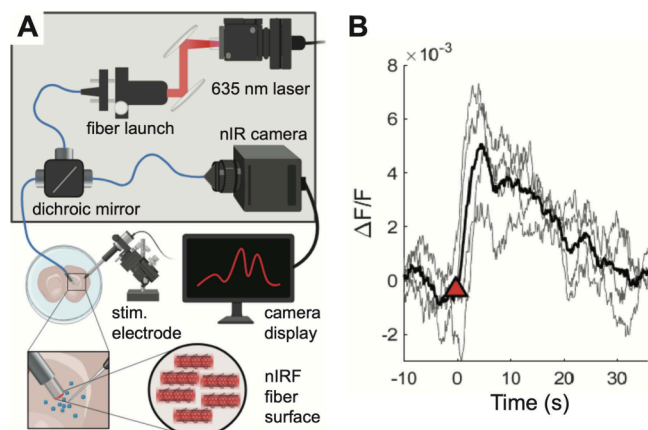 A
635 nm laser
fiber launch
nIR camera
dichroic mirror
stim.
electrode
camera
display
nIRF
fiber
surface
B
×10⁻³
8
6
4
2
0
-2
ΔF/F
-10
0
10
20
30
Time (s)